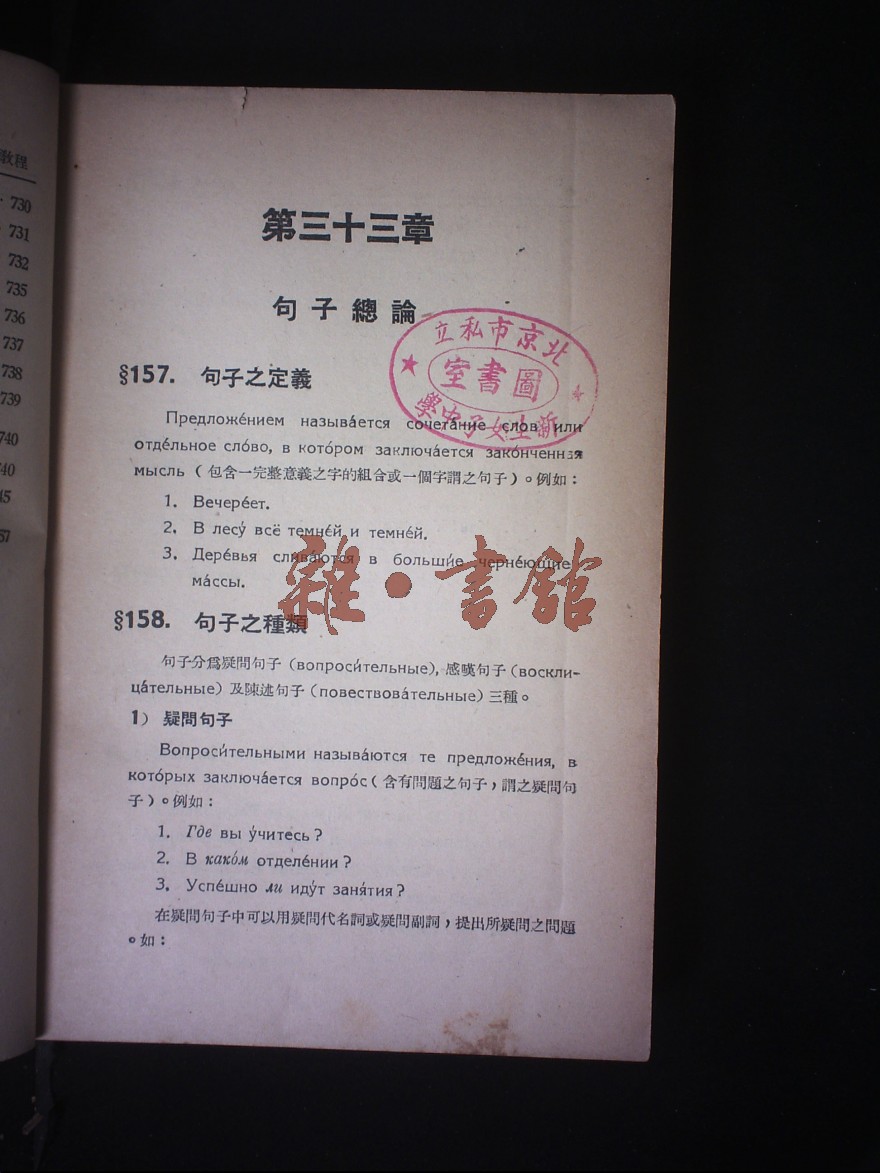 教程
730
731
732
735
736
737
738
739
740
40
45
57
第三十三章
句子總論
北京市私立
圖書室
新生女子中學
§157. 句子之定義
Предложе́нием называ́ется сочета́ние слов или
отде́льное сло́во, в кото́ром заключа́ется зако́нченная
мысль (包含一完整意義之字的組合或一個字謂之句子)。例如：
1. Вечере́ет.
2. В лесу́ всё темне́й и темне́й.
3. Дере́вья слива́ются в больши́е черне́ющие
ма́ссы.
雜·書館
§158. 句子之種類
句子分爲疑問句子 (вопроси́тельные), 感嘆句子 (воскли-
ца́тельные) 及陳述句子 (повествова́тельные) 三種。
1) 疑問句子
Вопроси́тельными называ́ются те предложе́ния, в
кото́рых заключа́ется вопро́с (含有問題之句子，謂之疑問句
子)。例如：
1. Где вы у́читесь?
2. В како́м отделе́нии?
3. Успе́шно ли иду́т заня́тия?
在疑問句子中可以用疑問代名詞或疑問副詞，提出所疑問之問題
。如：